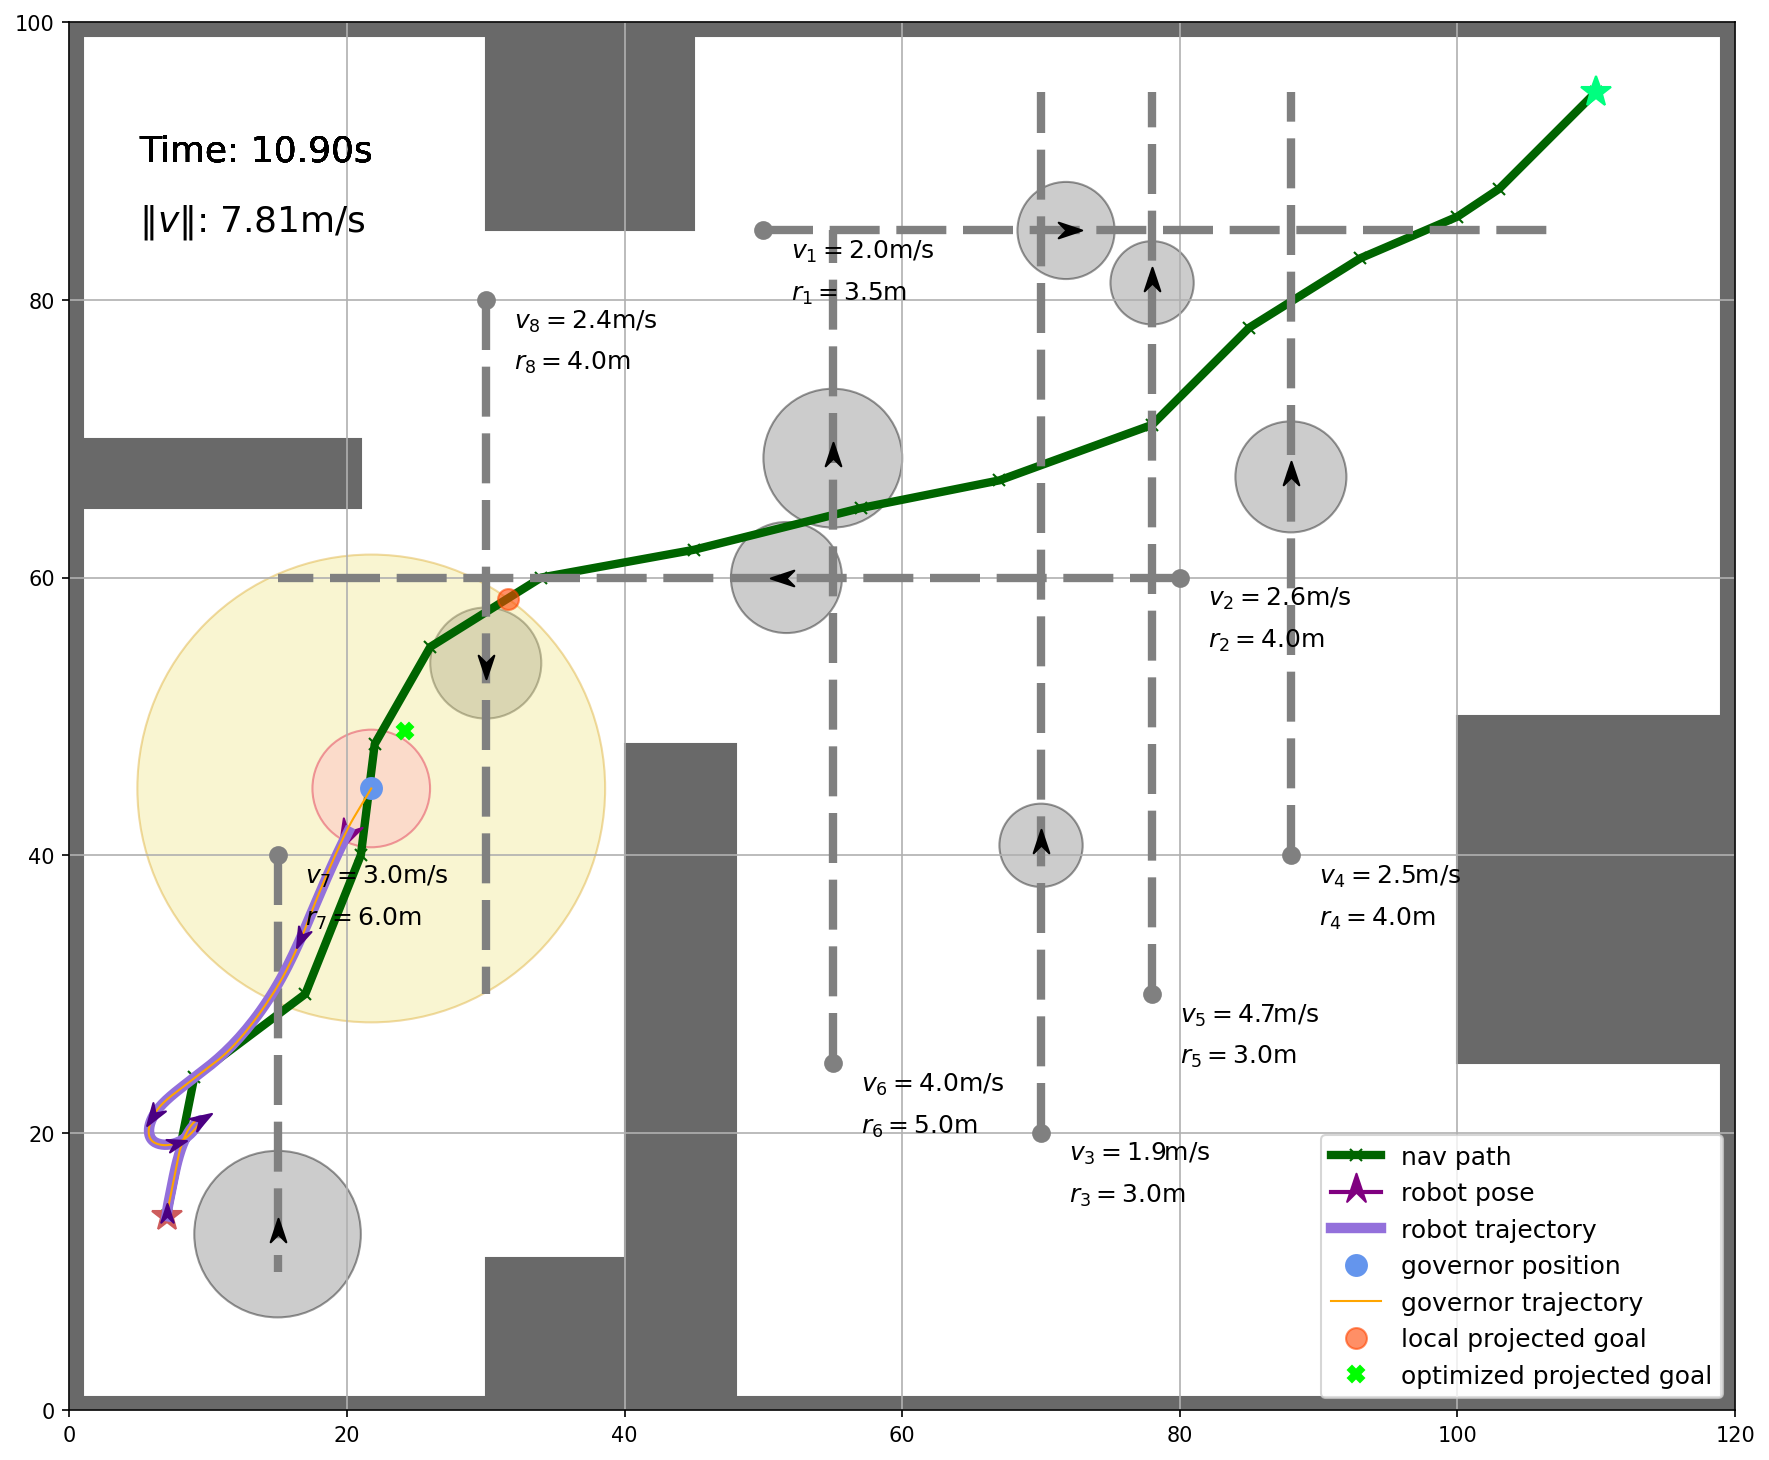 100
80
60
40
20
0
Time: 10.90s
‖v‖: 7.81m/s
v₁ = 2.0m/s
r₁ = 3.5m
v₈ = 2.4m/s
r₈ = 4.0m
v₂ = 2.6m/s
r₂ = 4.0m
v₇ = 3.0m/s
r₇ = 6.0m
v₄ = 2.5m/s
r₄ = 4.0m
v₅ = 4.7m/s
r₅ = 3.0m
v₆ = 4.0m/s
r₆ = 5.0m
v₃ = 1.9m/s
r₃ = 3.0m
nav path
robot pose
robot trajectory
governor position
governor trajectory
local projected goal
optimized projected goal
0 20 40 60 80 100 120